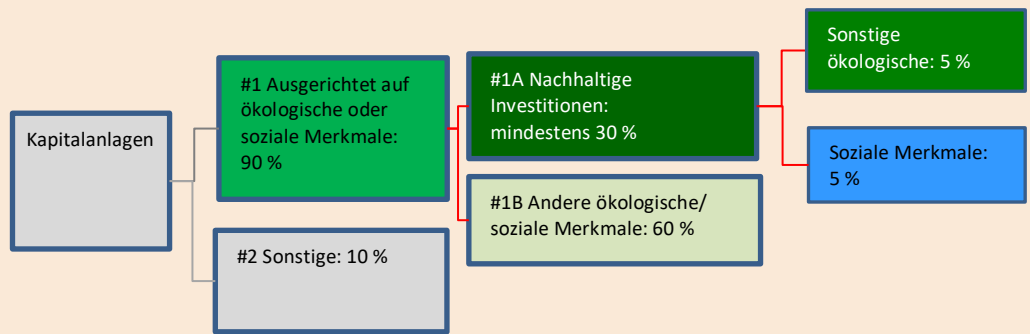 Kapitalanlagen
#1 Ausgerichtet auf
ökologische oder
soziale Merkmale:
90 %
#2 Sonstige: 10 %
#1A Nachhaltige
Investitionen:
mindestens 30 %
#1B Andere ökologische/
soziale Merkmale: 60 %
Sonstige
ökologische: 5 %
Soziale Merkmale:
5 %